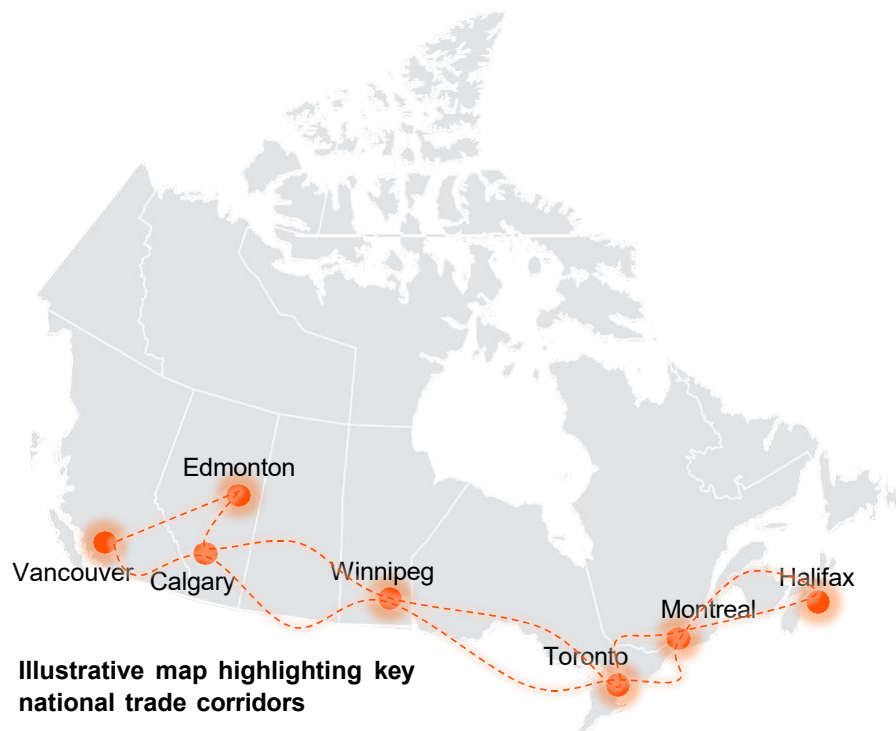 Edmonton
Vancouver
Calgary
Winnipeg
Halifax
Montreal
Toronto
Illustrative map highlighting key
national trade corridors